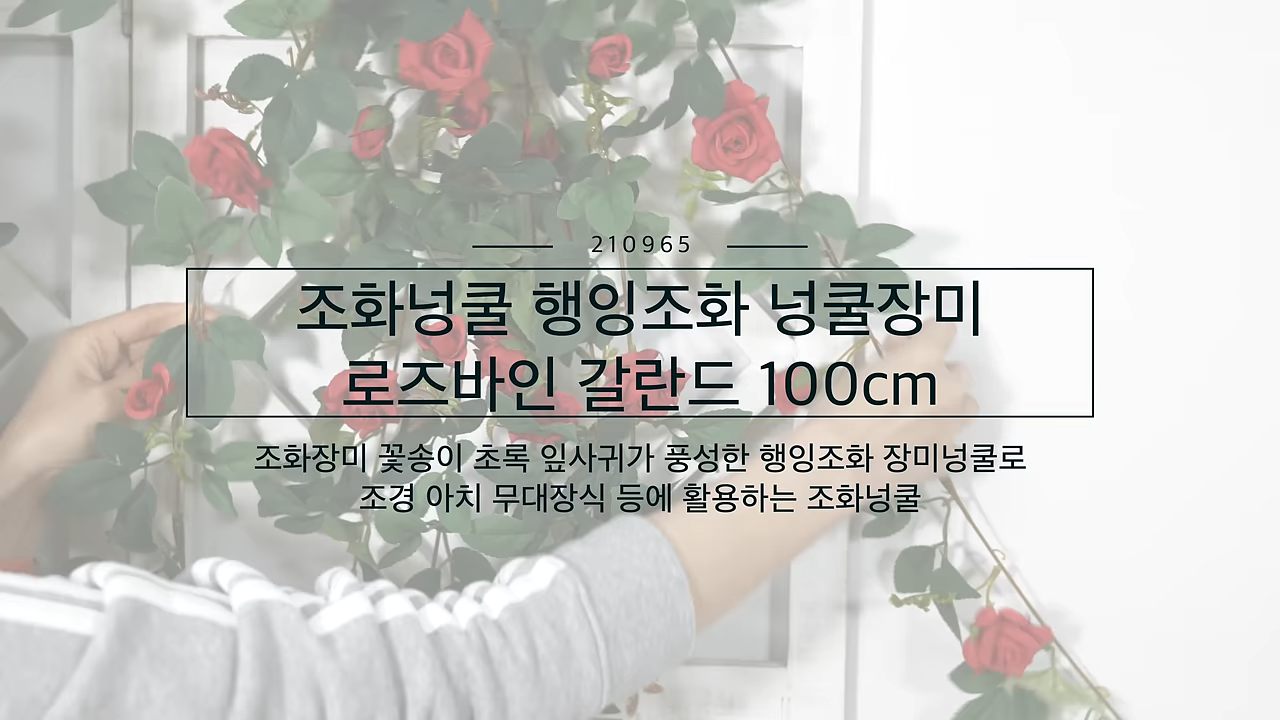 210965
조화넝쿨 행잉조화 넝쿨장미
로즈바인 갈란드 100cm
조화장미 꽃송이 초록 잎사귀가 풍성한 행잉조화 장미넝쿨로
조경 아치 무대장식 등에 활용하는 조화넝쿨